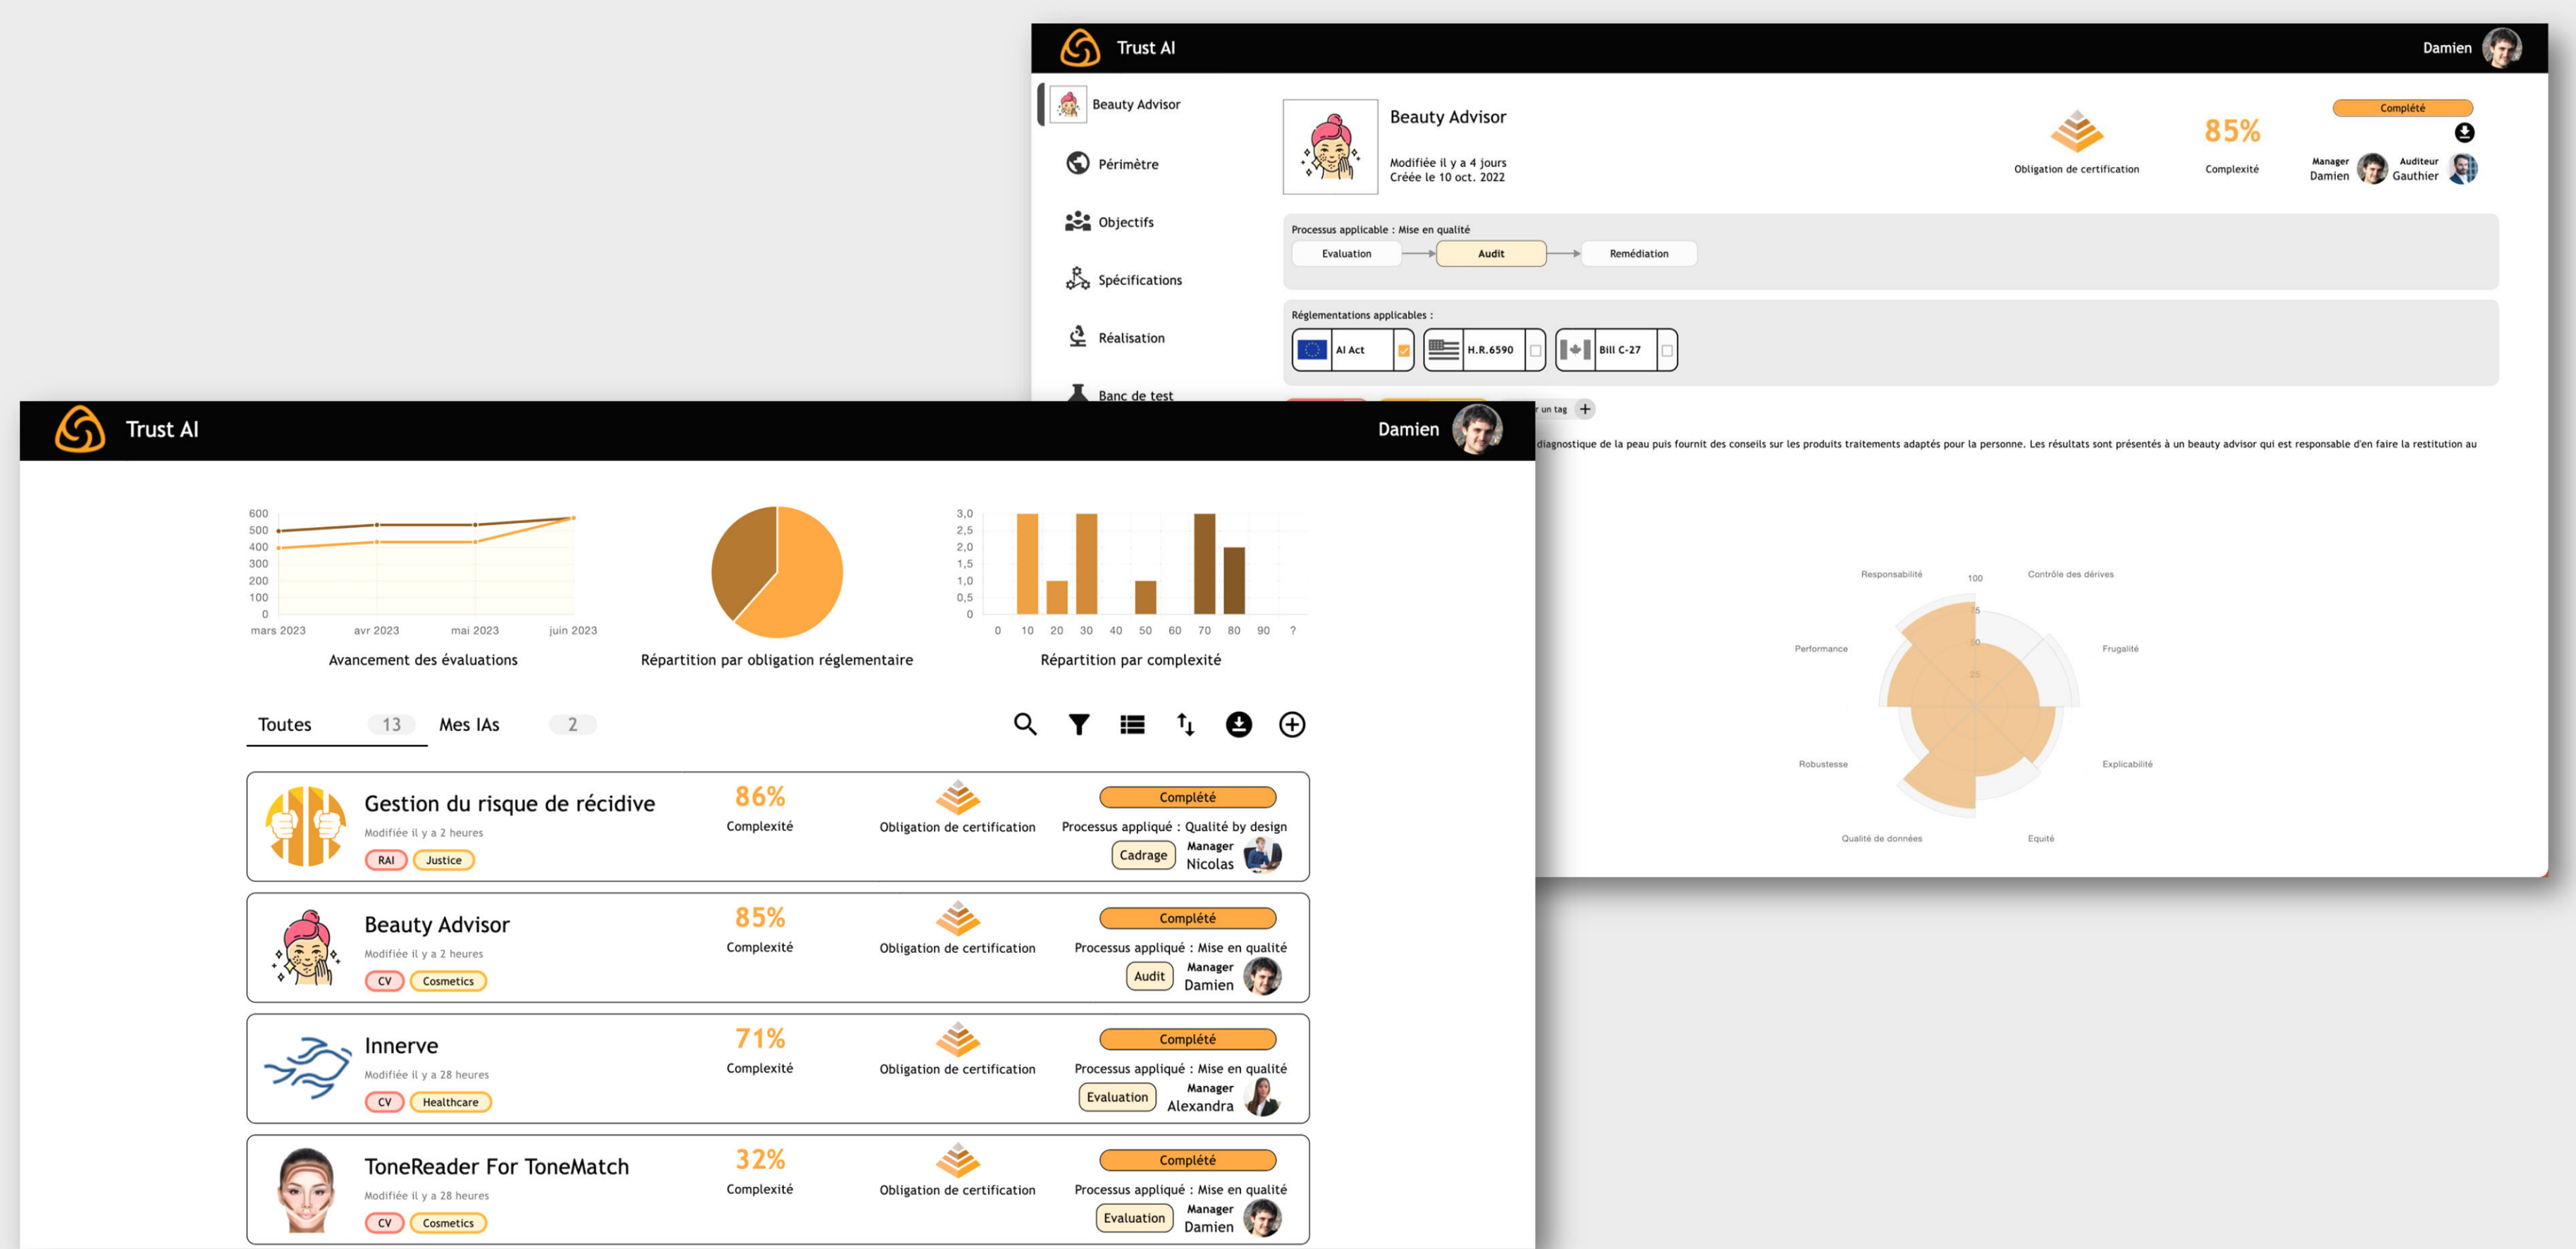 Trust AI
Damien
Beauty Advisor
Périmètre
Objectifs
Spécifications
Réalisation
Banc de test
Beauty Advisor
Modifiée il y a 4 jours
Créée le 10 oct. 2022
Obligation de certification
85%
Complexité
Complété
Manager
Damien
Auditeur
Gauthier
Processus applicable : Mise en qualité
Evaluation
Audit
Remédiation
Réglementations applicables :
AI Act
H.R.6590
Bill C-27
un tag
diagnostique de la peau puis fournit des conseils sur les produits traitements adaptés pour la personne. Les résultats sont présentés à un beauty advisor qui est responsable d'en faire la restitution au
Responsabilité
100
Contrôle des dérives
75
Performance
50
Frugalité
25
Robustesse
Explicabilité
Qualité de données
Equité
Trust AI
Damien
600
500
400
300
200
100
0
mars 2023 avr 2023 mai 2023 juin 2023
Avancement des évaluations
Répartition par obligation réglementaire
3,0
2,5
2,0
1,5
1,0
0,5
0
0 10 20 30 40 50 60 70 80 90 ?
Répartition par complexité
Toutes 13 Mes IAs 2
Gestion du risque de récidive
Modifiée il y a 2 heures
RAI Justice
86%
Complexité
Obligation de certification
Complété
Processus appliqué : Qualité by design
Cadrage
Manager
Nicolas
Beauty Advisor
Modifiée il y a 2 heures
CV Cosmetics
85%
Complexité
Obligation de certification
Complété
Processus appliqué : Mise en qualité
Audit
Manager
Damien
Innerve
Modifiée il y a 28 heures
CV Healthcare
71%
Complexité
Obligation de certification
Complété
Processus appliqué : Mise en qualité
Evaluation
Manager
Alexandra
ToneReader For ToneMatch
Modifiée il y a 28 heures
CV Cosmetics
32%
Complexité
Obligation de certification
Complété
Processus appliqué : Mise en qualité
Evaluation
Manager
Damien